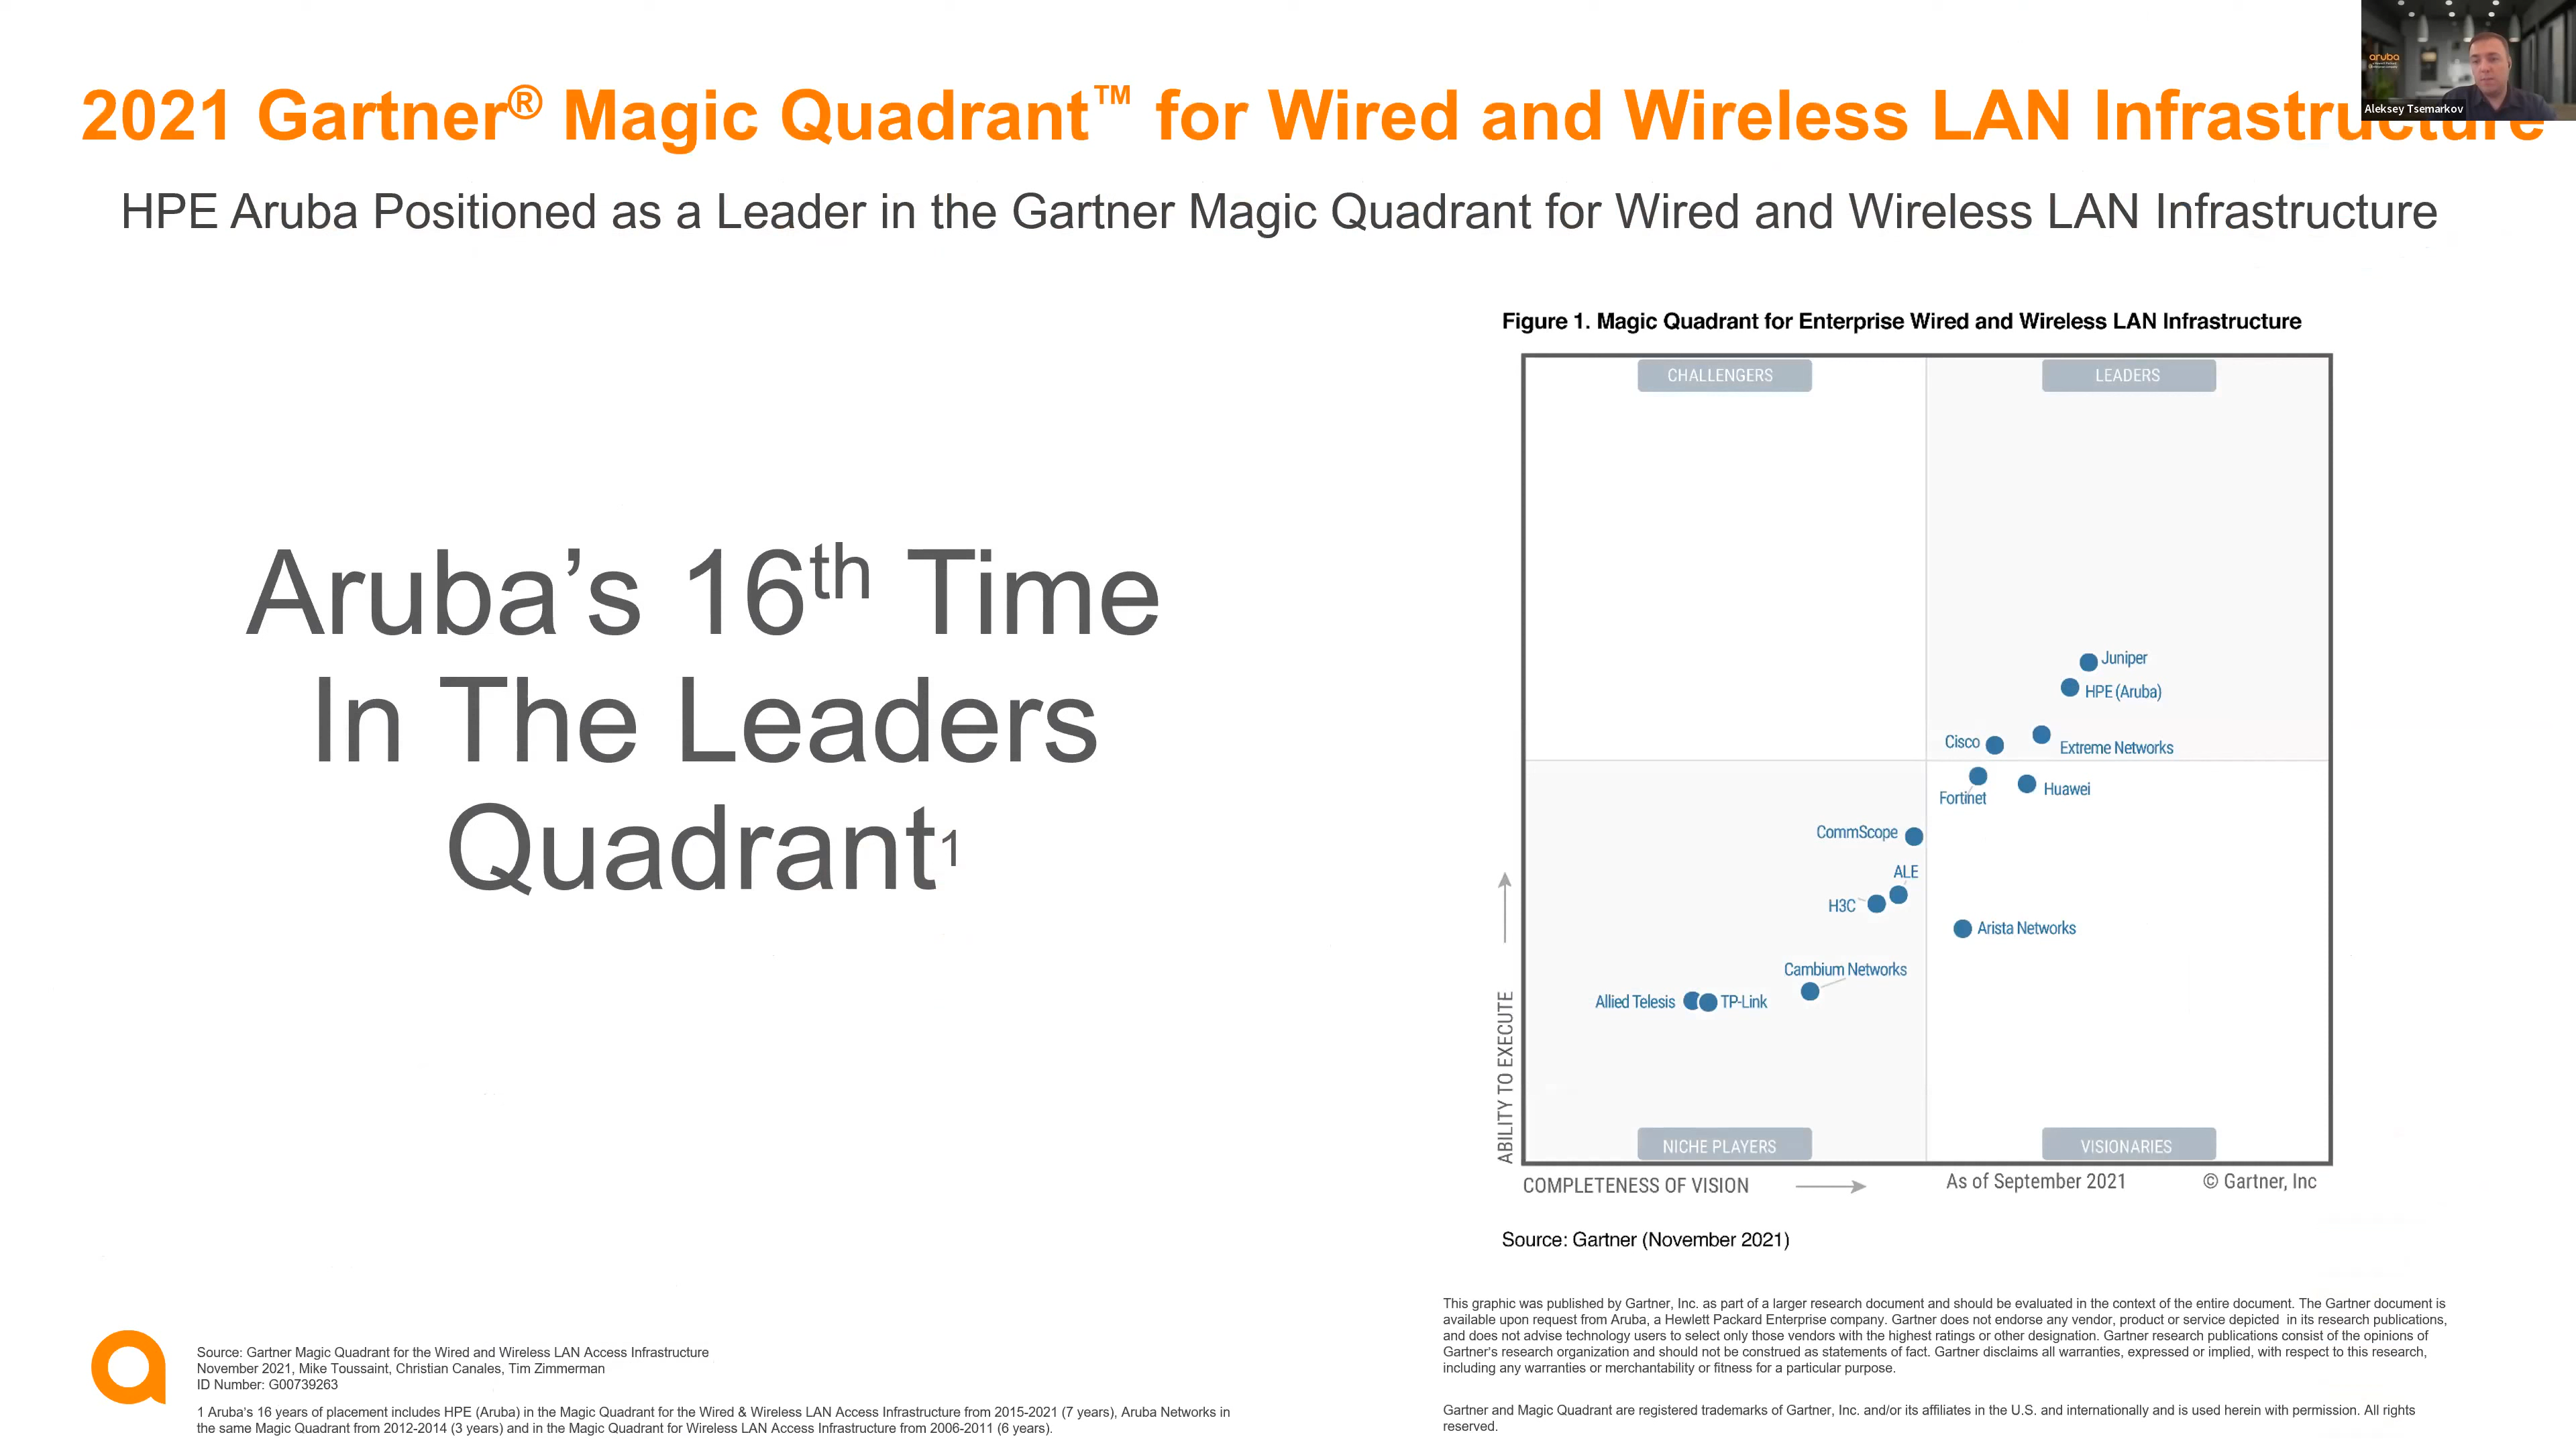 2021 Gartner® Magic Quadrant™ for Wired and Wireless LAN Infrastructure
aruba
Aleksey Tsemarkov
HPE Aruba Positioned as a Leader in the Gartner Magic Quadrant for Wired and Wireless LAN Infrastructure
Aruba’s 16th Time
In The Leaders
Quadrant1
Figure 1. Magic Quadrant for Enterprise Wired and Wireless LAN Infrastructure
CHALLENGERS
LEADERS
Juniper
HPE (Aruba)
Cisco
Extreme Networks
Fortinet
Huawei
CommScope
ALE
H3C
Arista Networks
Cambium Networks
Allied Telesis
TP-Link
NICHE PLAYERS
VISIONARIES
ABILITY TO EXECUTE
COMPLETENESS OF VISION
As of September 2021
© Gartner, Inc
Source: Gartner (November 2021)
Source: Gartner Magic Quadrant for the Wired and Wireless LAN Access Infrastructure
November 2021, Mike Toussaint, Christian Canales, Tim Zimmerman
ID Number: G00739263
1 Aruba’s 16 years of placement includes HPE (Aruba) in the Magic Quadrant for the Wired & Wireless LAN Access Infrastructure from 2015-2021 (7 years), Aruba Networks in
the same Magic Quadrant from 2012-2014 (3 years) and in the Magic Quadrant for Wireless LAN Access Infrastructure from 2006-2011 (6 years).
This graphic was published by Gartner, Inc. as part of a larger research document and should be evaluated in the context of the entire document. The Gartner document is
available upon request from Aruba, a Hewlett Packard Enterprise company. Gartner does not endorse any vendor, product or service depicted in its research publications,
and does not advise technology users to select only those vendors with the highest ratings or other designation. Gartner research publications consist of the opinions of
Gartner’s research organization and should not be construed as statements of fact. Gartner disclaims all warranties, expressed or implied, with respect to this research,
including any warranties or merchantability or fitness for a particular purpose.
Gartner and Magic Quadrant are registered trademarks of Gartner, Inc. and/or its affiliates in the U.S. and internationally and is used herein with permission. All rights
reserved.